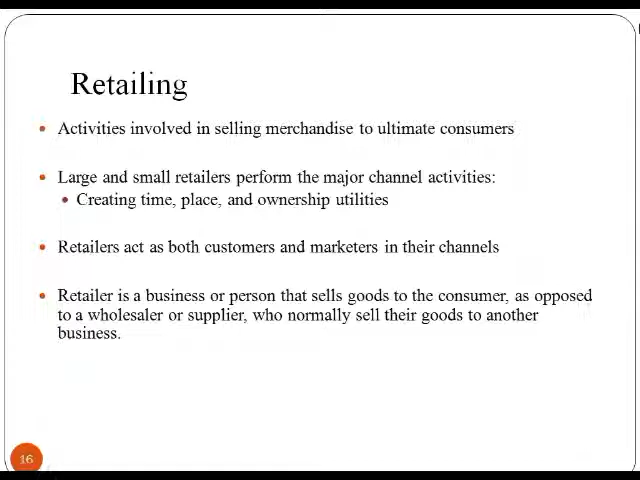 Retailing
Activities involved in selling merchandise to ultimate consumers
Large and small retailers perform the major channel activities:
Creating time, place, and ownership utilities
Retailers act as both customers and marketers in their channels
Retailer is a business or person that sells goods to the consumer, as opposed
to a wholesaler or supplier, who normally sell their goods to another
business.
16